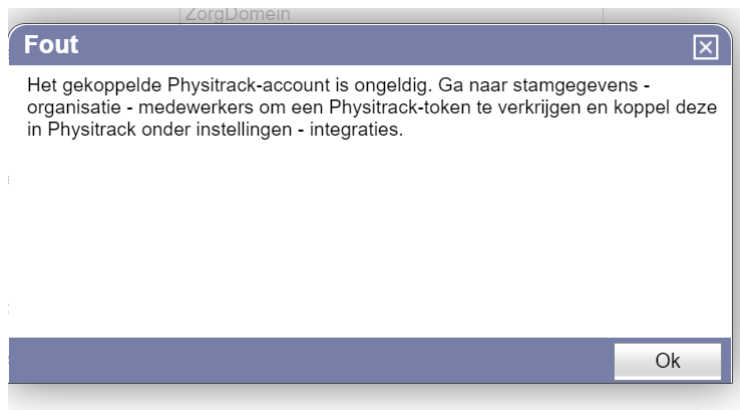 ZorgDomein
Fout
Het gekoppelde Physitrack-account is ongeldig. Ga naar stamgegevens -
organisatie - medewerkers om een Physitrack-token te verkrijgen en koppel deze
in Physitrack onder instellingen - integraties.
Ok